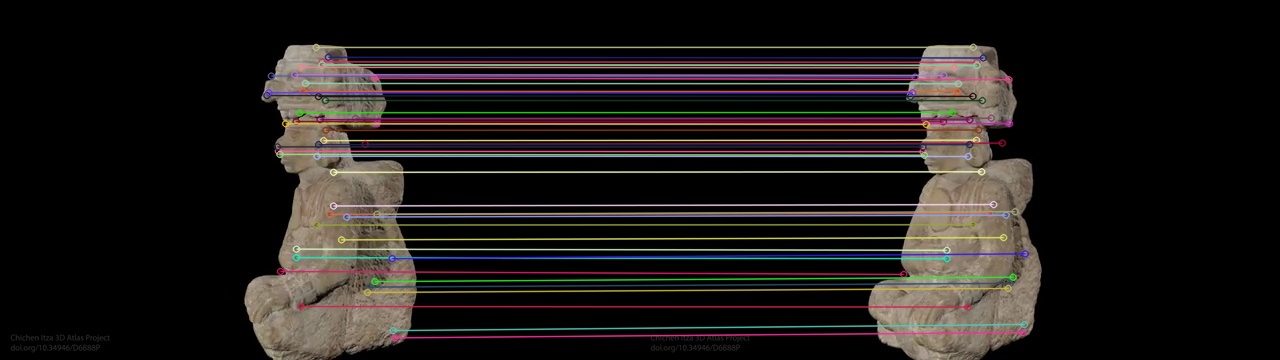 Chichen Itza 3D Atlas Project
doi.org/10.34946/D6B88P
Chichen Itza 3D Atlas Project
doi.org/10.34946/D6B88P